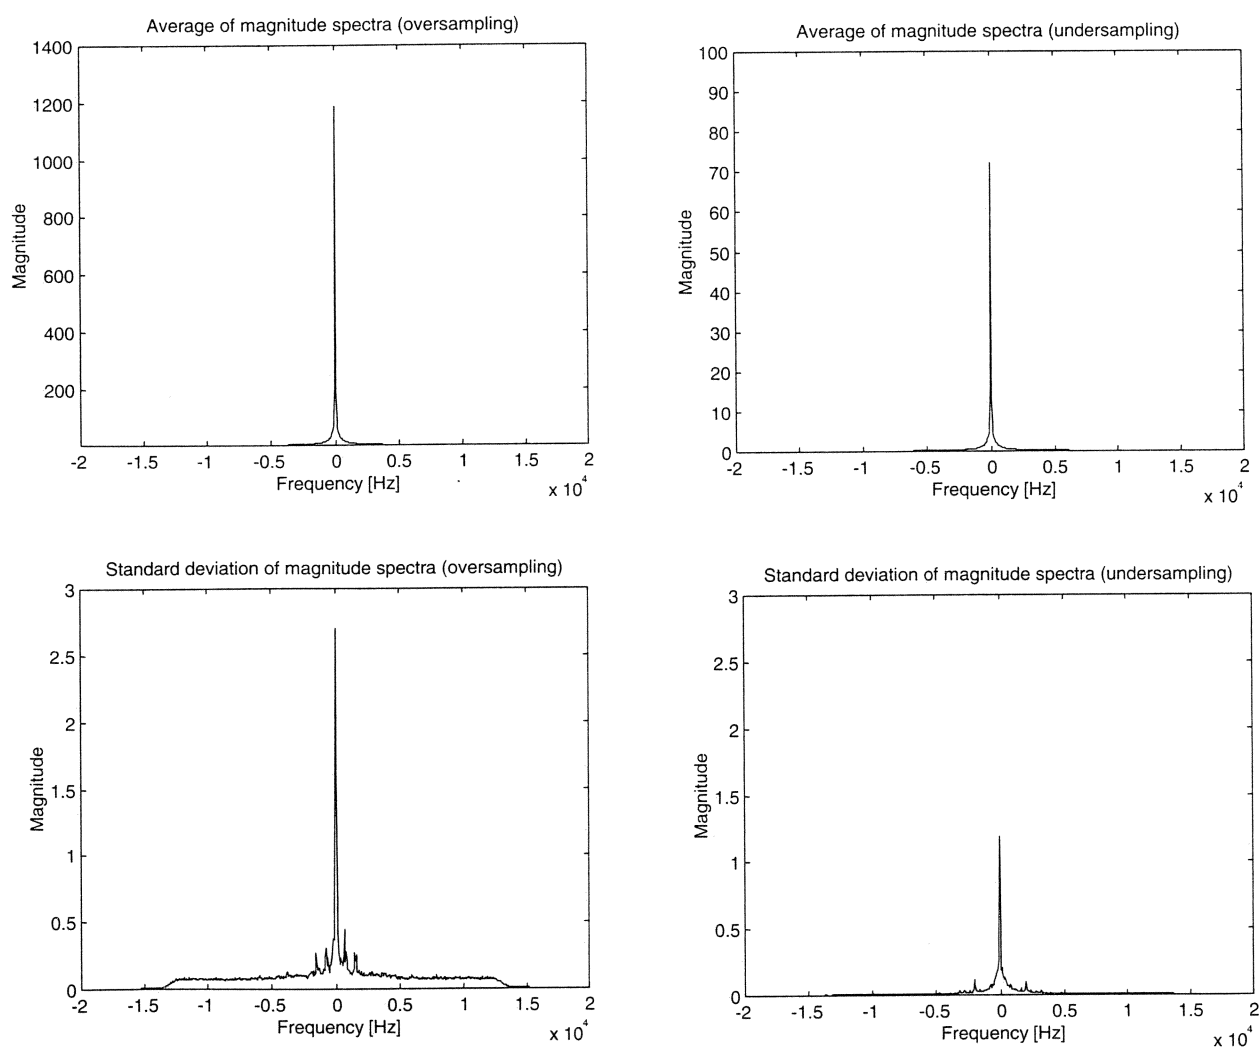 Average of magnitude spectra (oversampling)
1400
1200
1000
800
600
400
200
Magnitude
-2 -1.5 -1 -0.5 0 0.5 1 1.5 2
Frequency [Hz]
x 10^4
Average of magnitude spectra (undersampling)
100
90
80
70
60
50
40
30
20
10
0
Magnitude
-2 -1.5 -1 -0.5 0 0.5 1 1.5 2
Frequency [Hz]
x 10^4
Standard deviation of magnitude spectra (oversampling)
3
2.5
2
1.5
1
0.5
0
Magnitude
-2 -1.5 -1 -0.5 0 0.5 1 1.5 2
Frequency [Hz]
x 10^4
Standard deviation of magnitude spectra (undersampling)
3
2.5
2
1.5
1
0.5
0
Magnitude
-2 -1.5 -1 -0.5 0 0.5 1 1.5 2
Frequency [Hz]
x 10^4